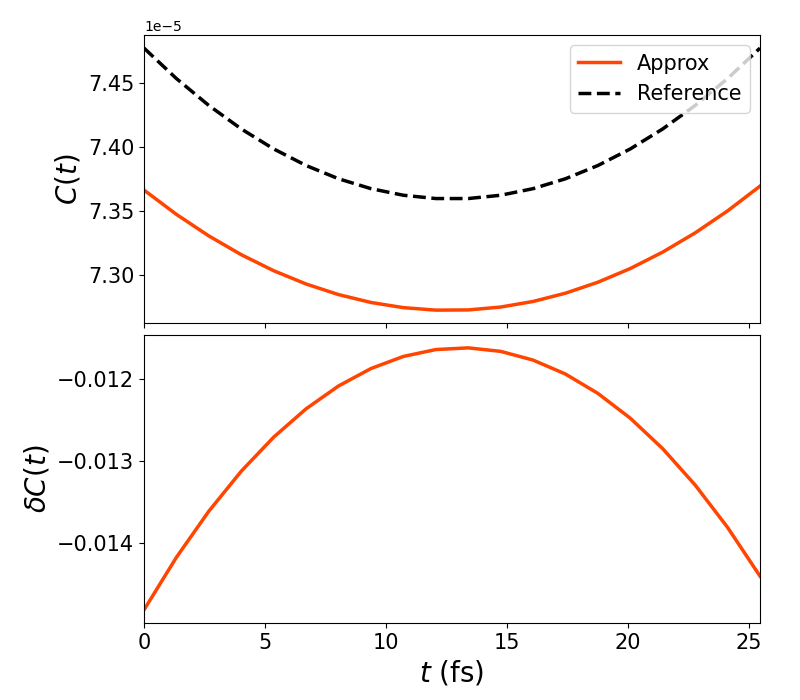 1e−5
7.45
7.40
7.35
7.30
C(t)
Approx
Reference
−0.012
−0.013
−0.014
δC(t)
0 5 10 15 20 25
t (fs)